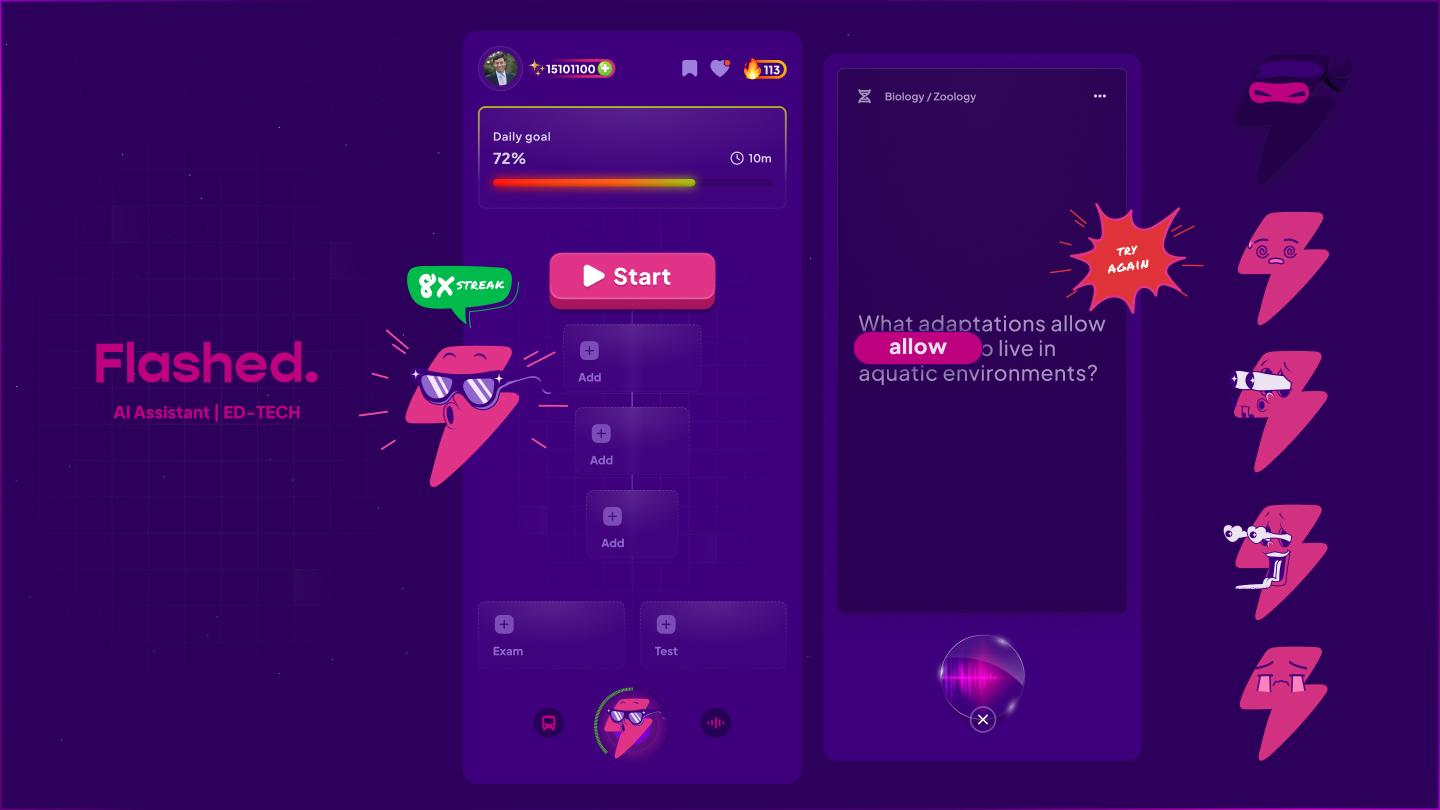 Flashed.
AI Assistant | ED-TECH
15101100
113
Daily goal
72%
10m
Start
8X STREAK
Add
Add
Add
Exam
Test
Biology / Zoology
TRY
AGAIN
What adaptations allow
allow o live in
aquatic environments?